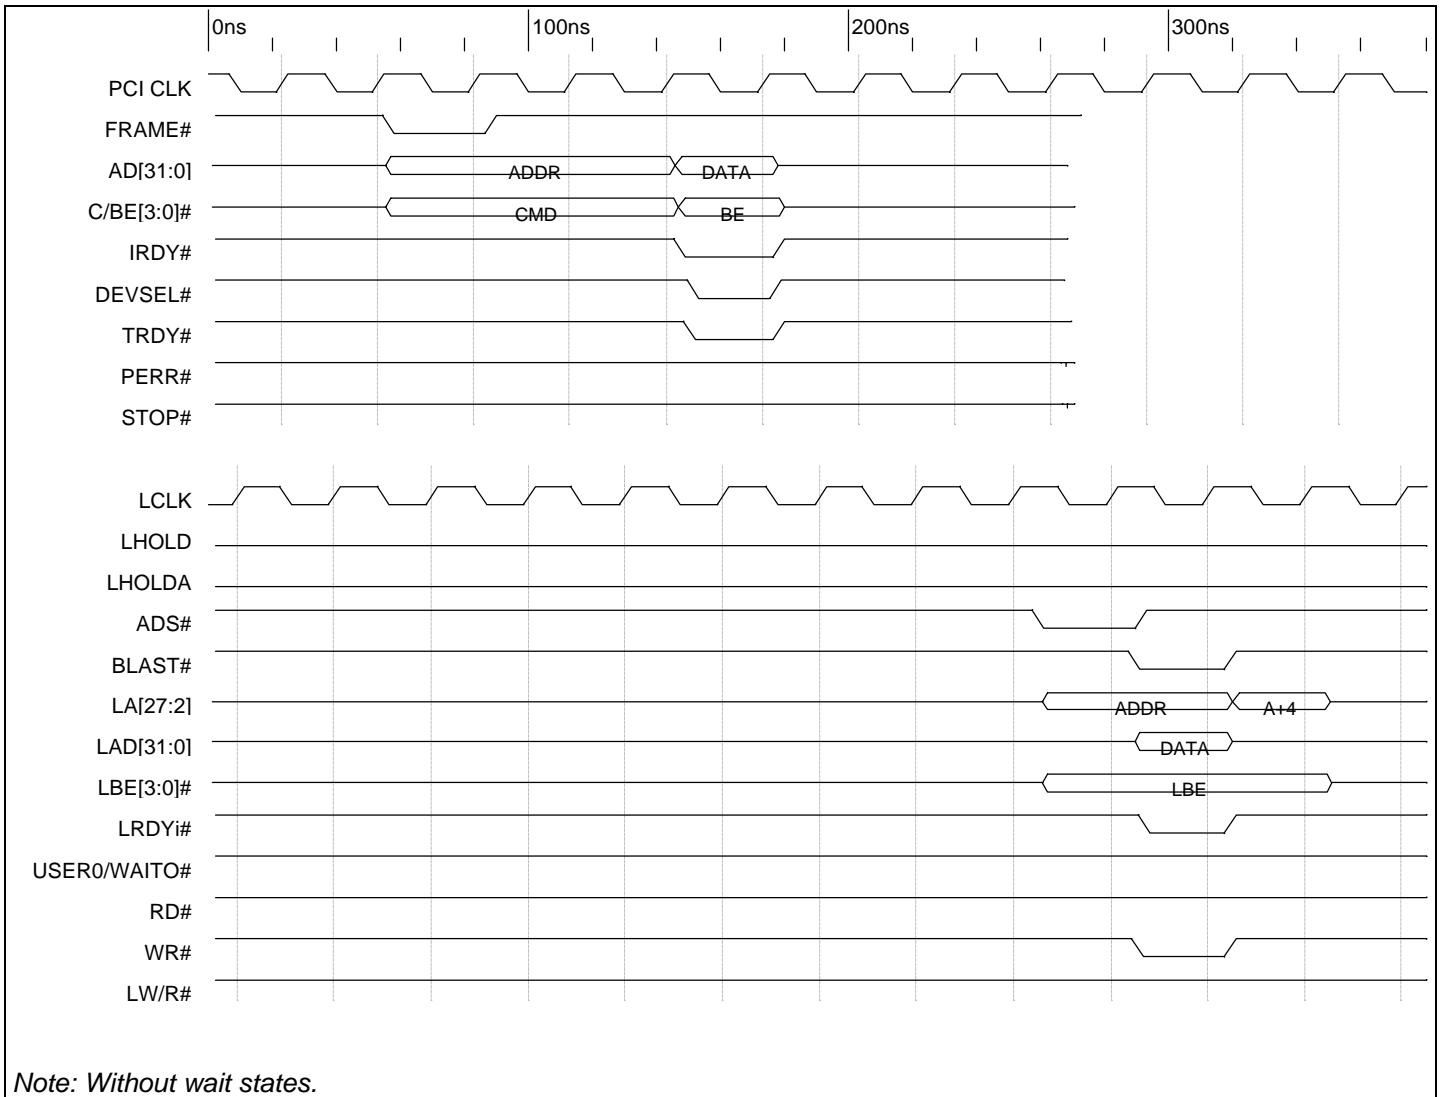 0ns 100ns 200ns 300ns
PCI CLK
FRAME#
AD[31:0] ADDR DATA
C/BE[3:0]# CMD BE
IRDY#
DEVSEL#
TRDY#
PERR#
STOP#
LCLK
LHOLD
LHOLDA
ADS#
BLAST#
LA[27:2] ADDR A+4
LAD[31:0] DATA
LBE[3:0]# LBE
LRDYi#
USER0/WAITO#
RD#
WR#
LW/R#
Note: Without wait states.